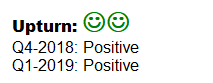 Upturn: ☺☺
Q4-2018: Positive
Q1-2019: Positive